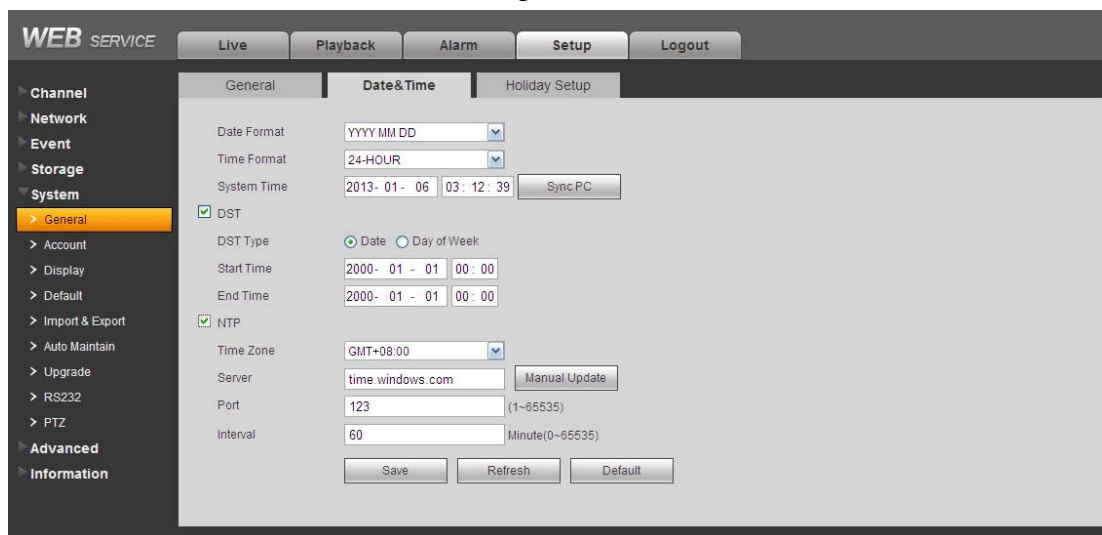 WEB SERVICE
Live Playback Alarm Setup Logout
General Date&Time Holiday Setup
Channel
Network
Event
Storage
System
> General
> Account
> Display
> Default
> Import & Export
> Auto Maintain
> Upgrade
> RS232
> PTZ
Advanced
Information
Date Format YYYY MM DD
Time Format 24-HOUR
System Time 2013- 01- 06 03: 12: 39 Sync PC
DST
DST Type Date Day of Week
Start Time 2000- 01 - 01 00: 00
End Time 2000- 01 - 01 00: 00
NTP
Time Zone GMT+08:00
Server time.windows.com Manual Update
Port 123 (1~65535)
Interval 60 Minute(0~65535)
Save Refresh Default